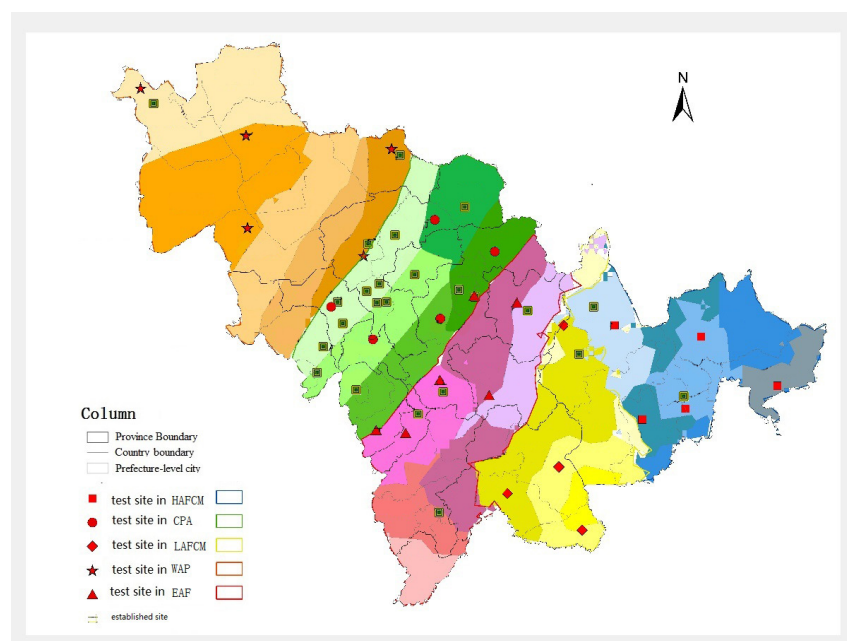 N
Column
Province Boundary
Country boundary
Prefecture-level city
test site in HAFCM
test site in CPA
test site in LAFCM
test site in WAP
test site in EAF
established site